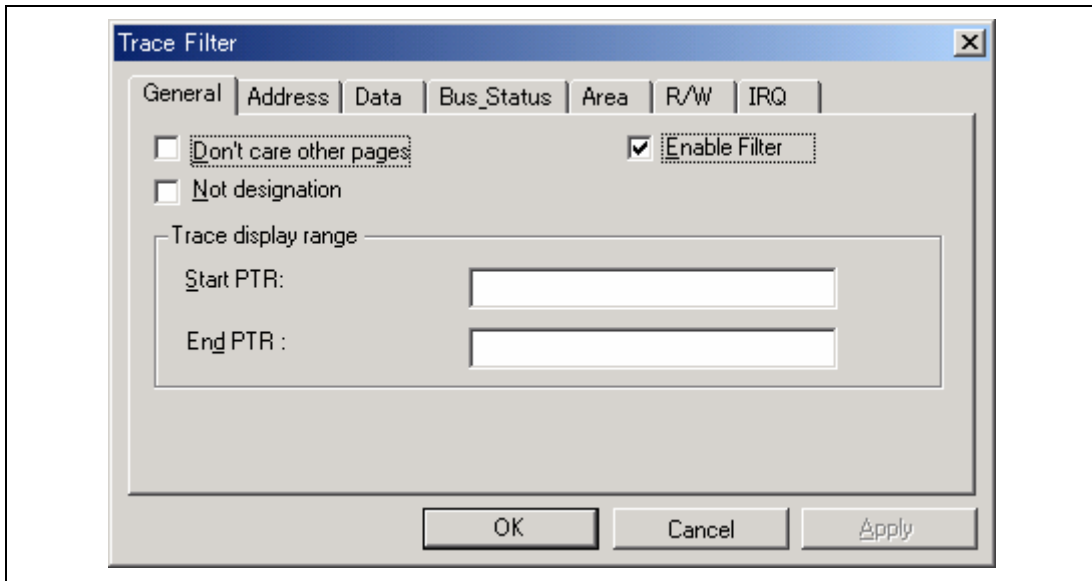 Trace Filter
General Address Data Bus_Status Area R/W IRQ
Don't care other pages Enable Filter
Not designation
Trace display range
Start PTR:
End PTR :
OK Cancel Apply